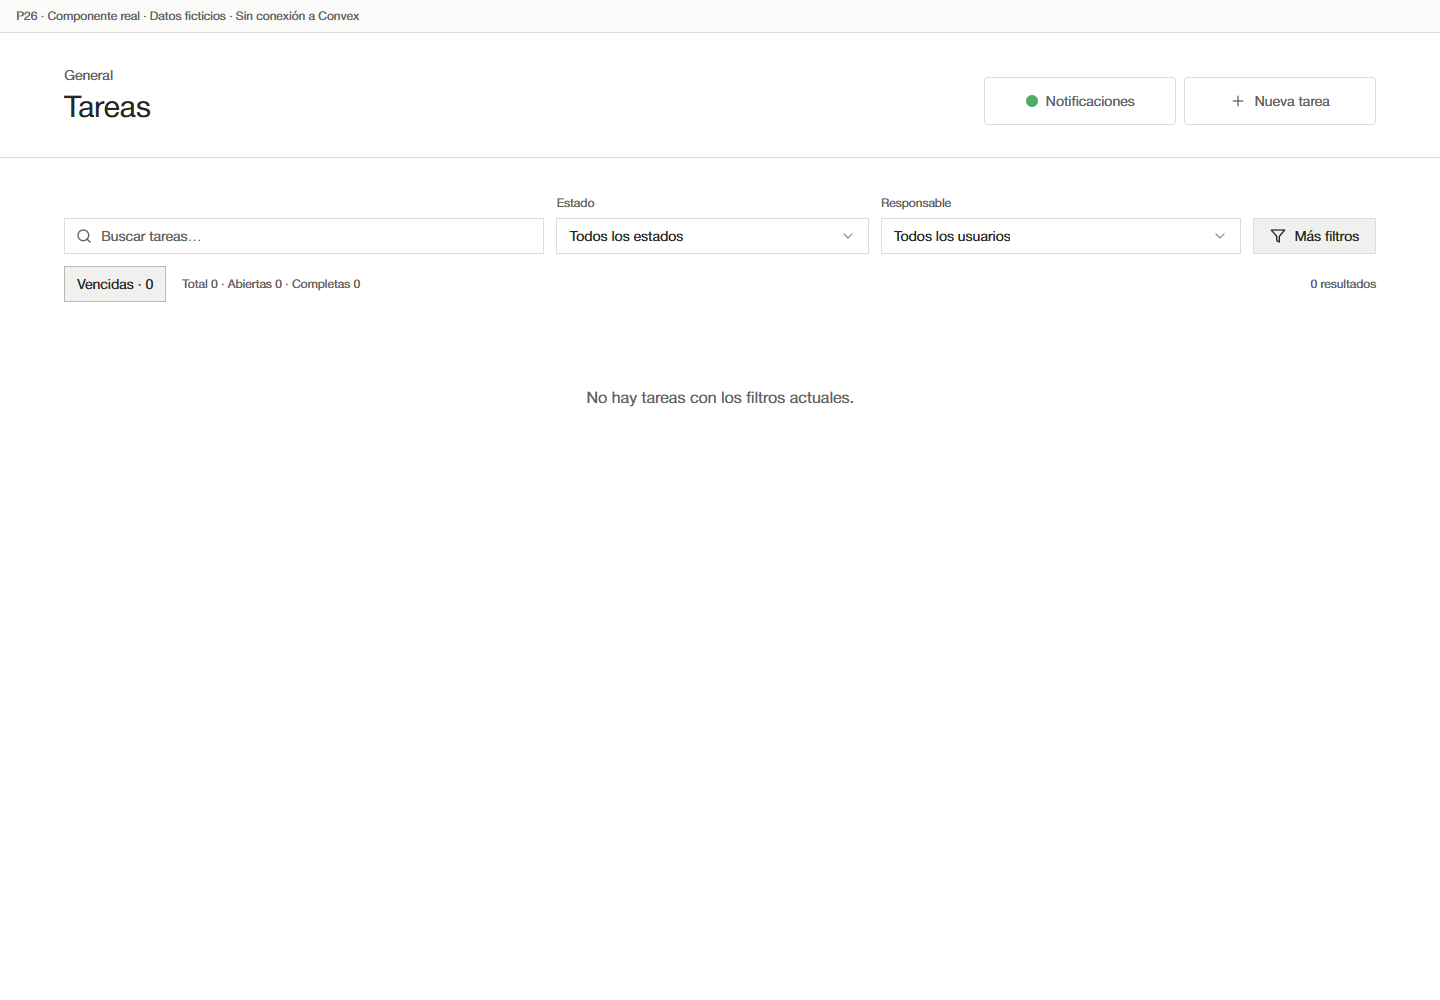 P26 · Componente real · Datos ficticios · Sin conexión a Convex
General
Tareas
Notificaciones
Nueva tarea
Estado
Responsable
Buscar tareas…
Todos los estados
Todos los usuarios
Más filtros
Vencidas · 0
Total 0 · Abiertas 0 · Completas 0
0 resultados
No hay tareas con los filtros actuales.